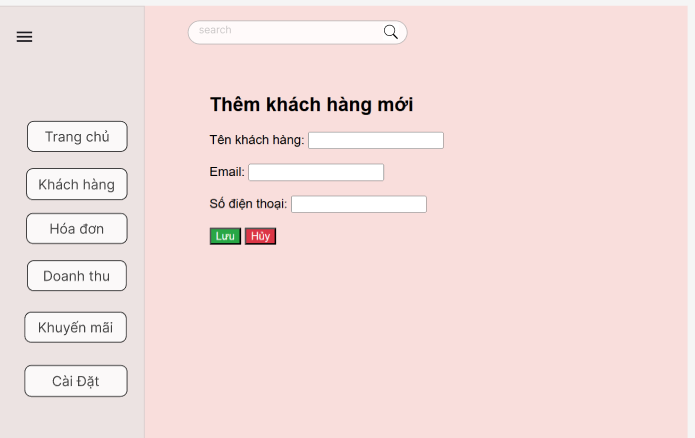 search
Trang chủ
Khách hàng
Hóa đơn
Doanh thu
Khuyến mãi
Cài Đặt
Thêm khách hàng mới
Tên khách hàng:
Email:
Số điện thoại:
Lưu Hủy